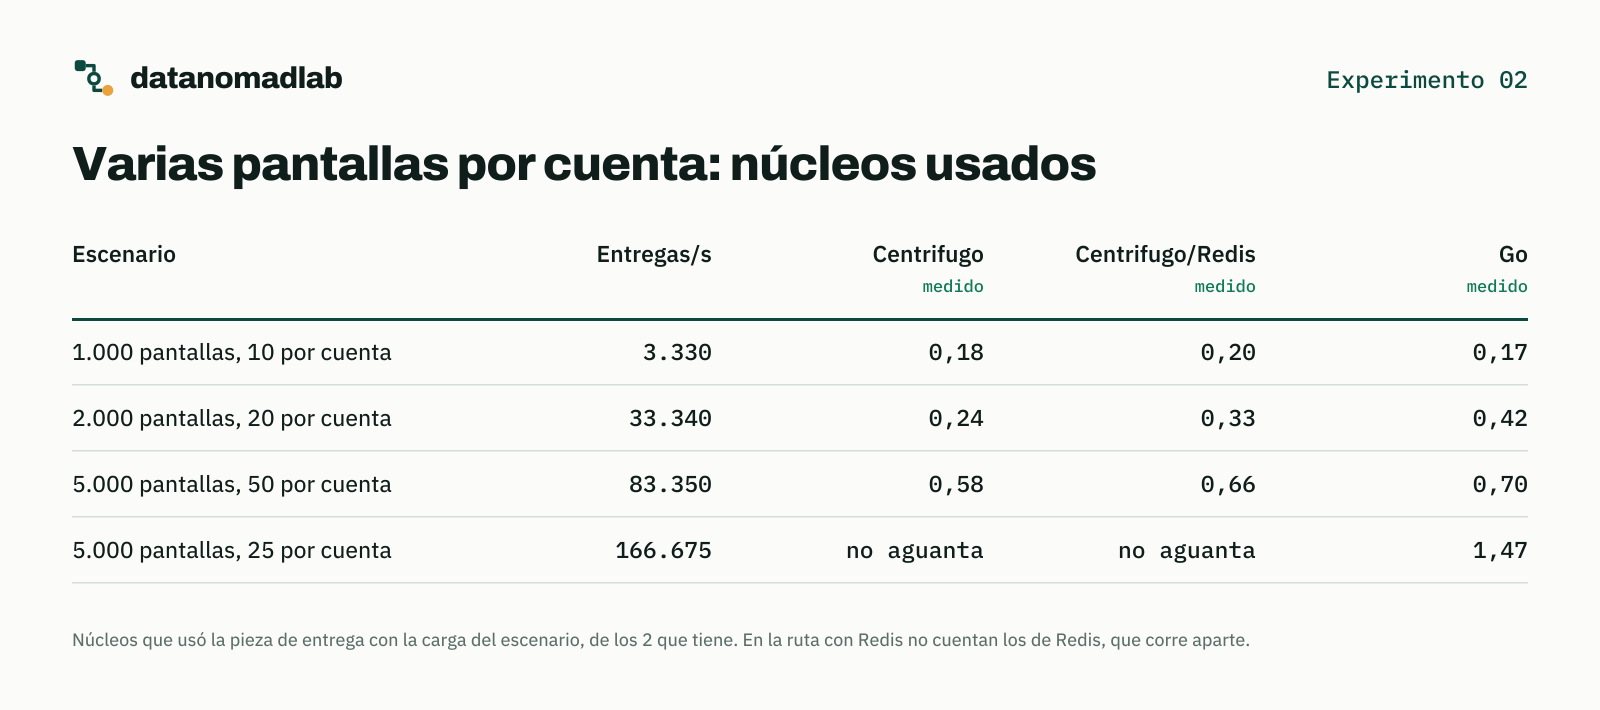 datanomadlab
Experimento 02
Varias pantallas por cuenta: núcleos usados
Escenario Entregas/s Centrifugo Centrifugo/Redis Go
medido medido medido
1.000 pantallas, 10 por cuenta 3.330 0,18 0,20 0,17
2.000 pantallas, 20 por cuenta 33.340 0,24 0,33 0,42
5.000 pantallas, 50 por cuenta 83.350 0,58 0,66 0,70
5.000 pantallas, 25 por cuenta 166.675 no aguanta no aguanta 1,47
Núcleos que usó la pieza de entrega con la carga del escenario, de los 2 que tiene. En la ruta con Redis no cuentan los de Redis, que corre aparte.